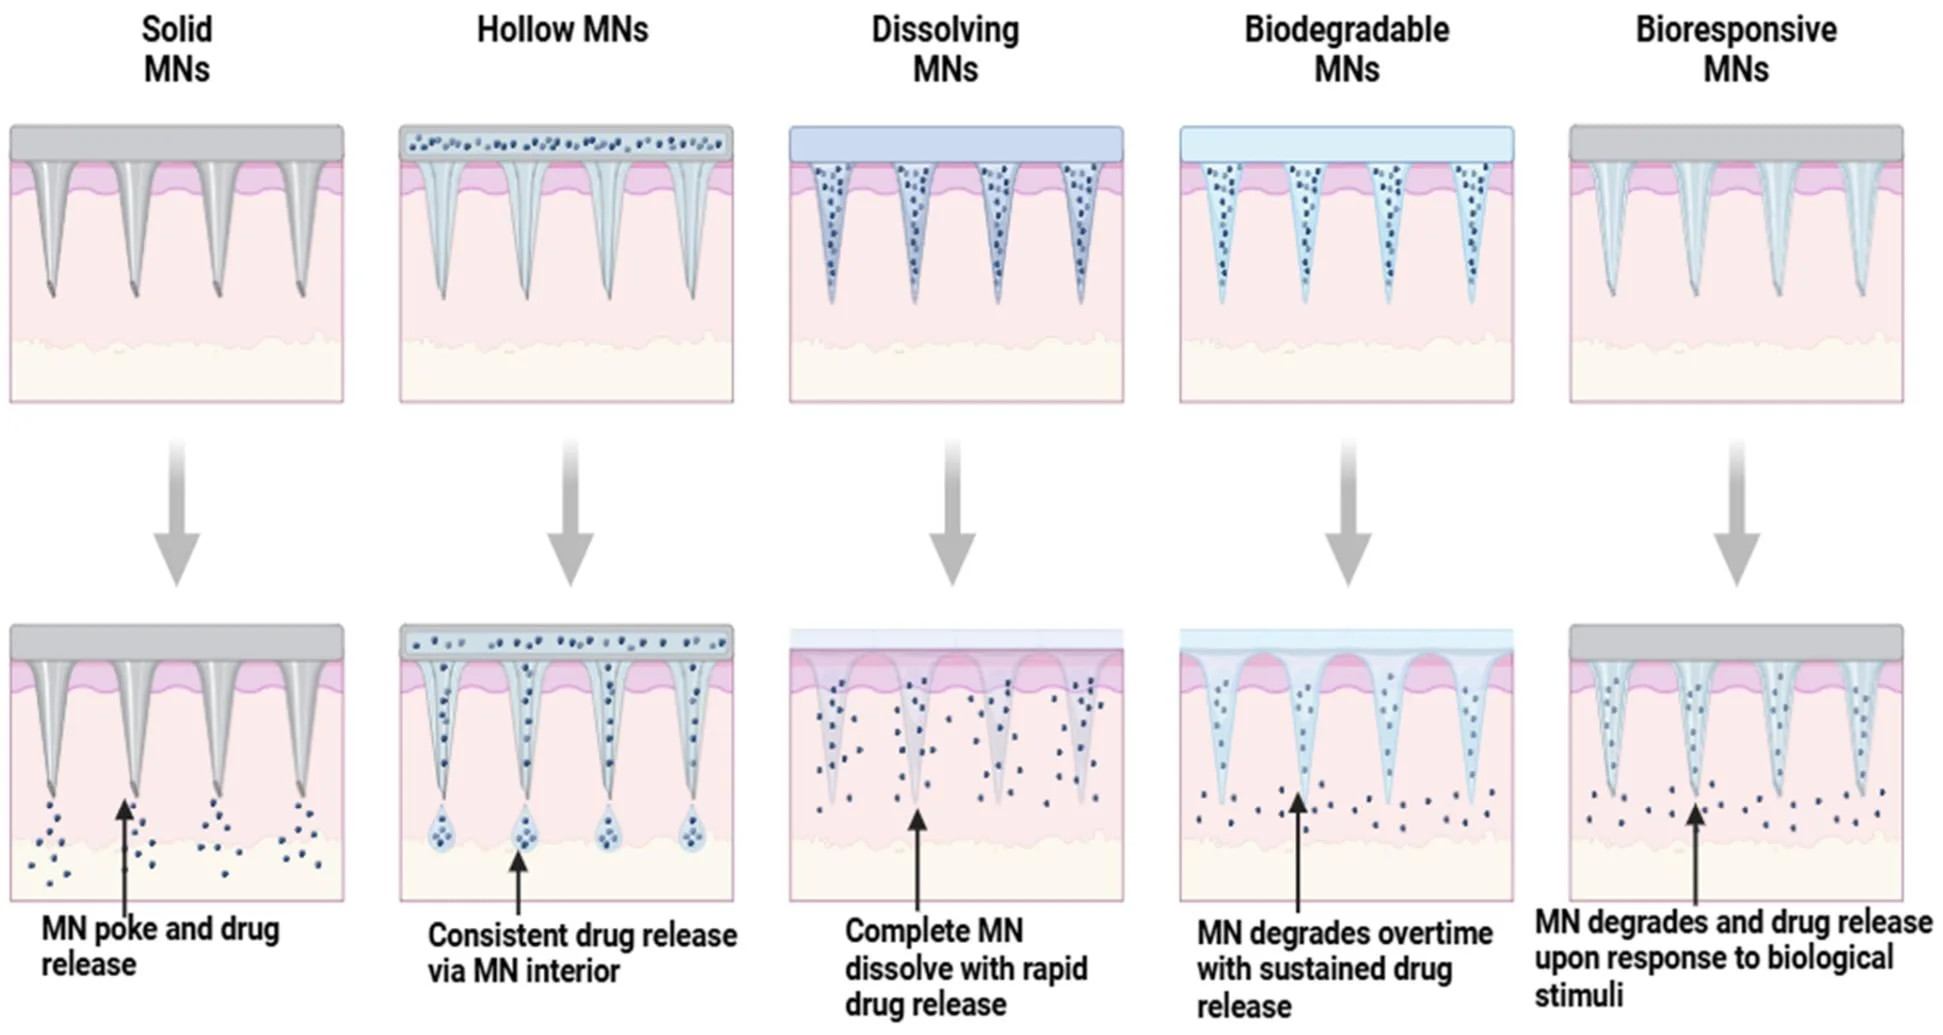 Solid
MNs
Hollow MNs
Dissolving
MNs
Biodegradable
MNs
Bioresponsive
MNs
MN poke and drug
release
Consistent drug release
via MN interior
Complete MN
dissolve with rapid
drug release
MN degrades overtime
with sustained drug
release
MN degrades and drug release
upon response to biological
stimuli